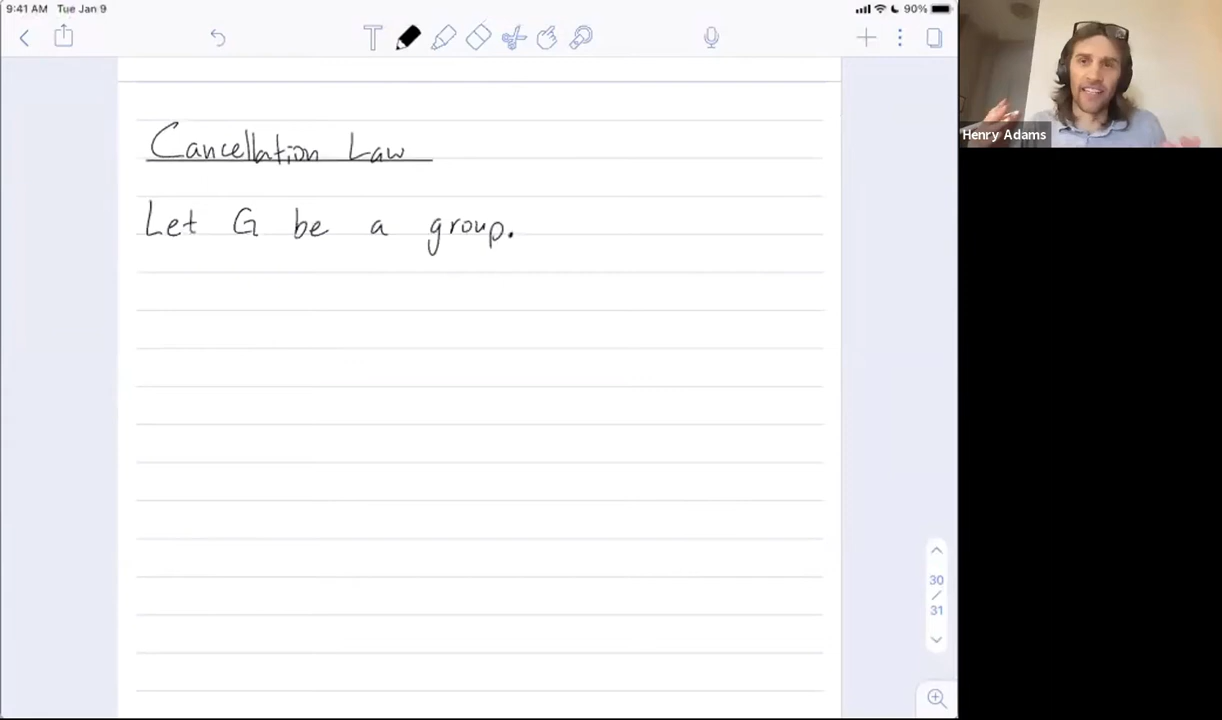 9:41 AM Tue Jan 9
90%
T
Henry Adams
Cancellation Law
Let G be a group.
30
/
31